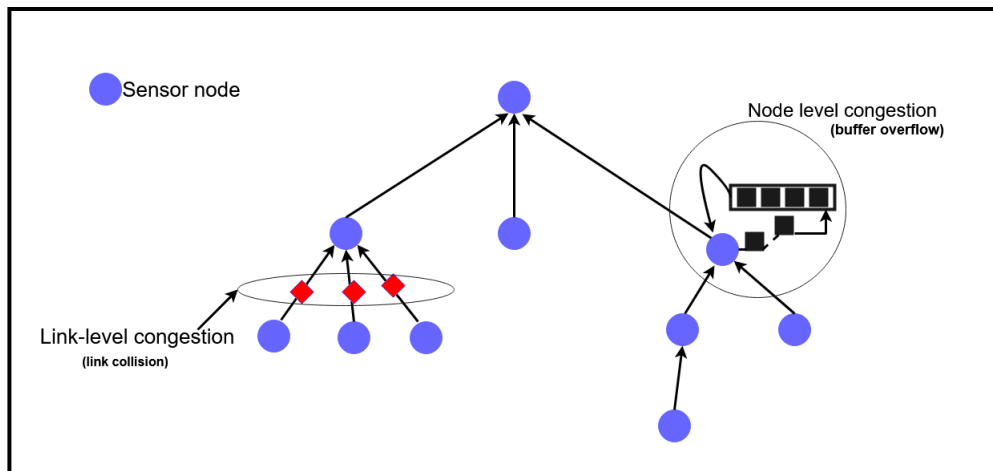 Sensor node
Node level congestion
(buffer overflow)
Link-level congestion
(link collision)